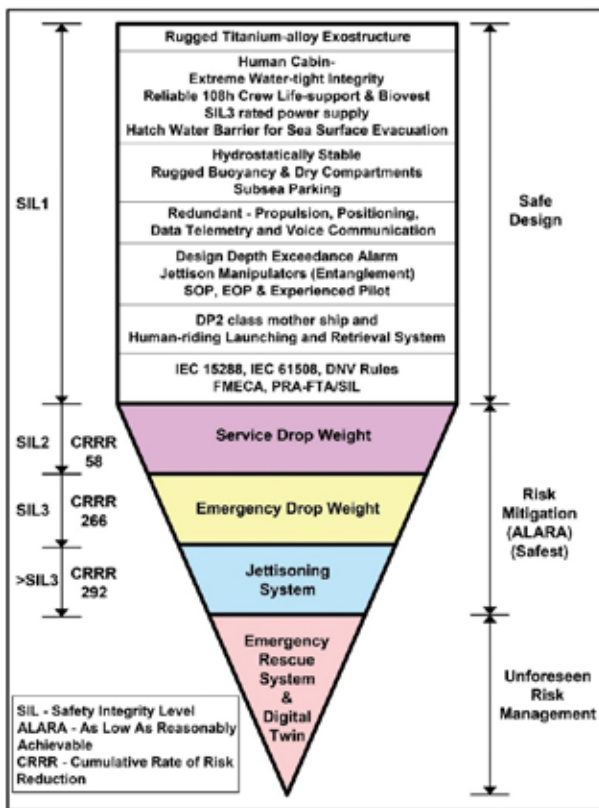 Rugged Titanium-alloy Exostructure
Human Cabin-
Extreme Water-tight Integrity
Reliable 108h Crew Life-support & Biovest
SIL3 rated power supply
Hatch Water Barrier for Sea Surface Evacuation
Hydrostatically Stable
Rugged Buoyancy & Dry Compartments
Subsea Parking
SIL1
Redundant - Propulsion, Positioning,
Data Telemetry and Voice Communication
Safe
Design
Design Depth Exceedance Alarm
Jettison Manipulators (Entanglement)
SOP, EOP & Experienced Pilot
DP2 class mother ship and
Human-riding Launching and Retrieval System
IEC 15288, IEC 61508, DNV Rules
FMECA, PRA-FTA/SIL
SIL2
CRRR
58
Service Drop Weight
SIL3
CRRR
266
Emergency Drop Weight
Risk
Mitigation
(ALARA)
(Safest)
>SIL3
CRRR
292
Jettisoning
System
Emergency
Rescue
System
&
Digital
Twin
Unforeseen
Risk
Management
SIL - Safety Integrity Level
ALARA - As Low As Reasonably
Achievable
CRRR - Cumulative Rate of Risk
Reduction